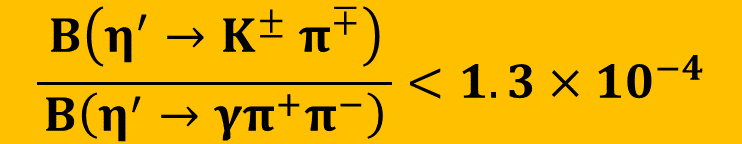 B(η′ → K± π∓)
B(η′ → γπ+π−)
< 1.3 × 10−4